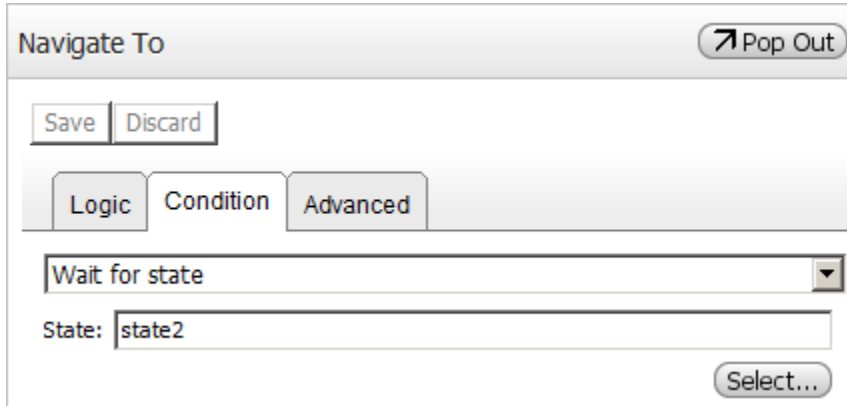 Navigate To Pop Out
Save Discard
Logic Condition Advanced
Wait for state
State: state2
Select...